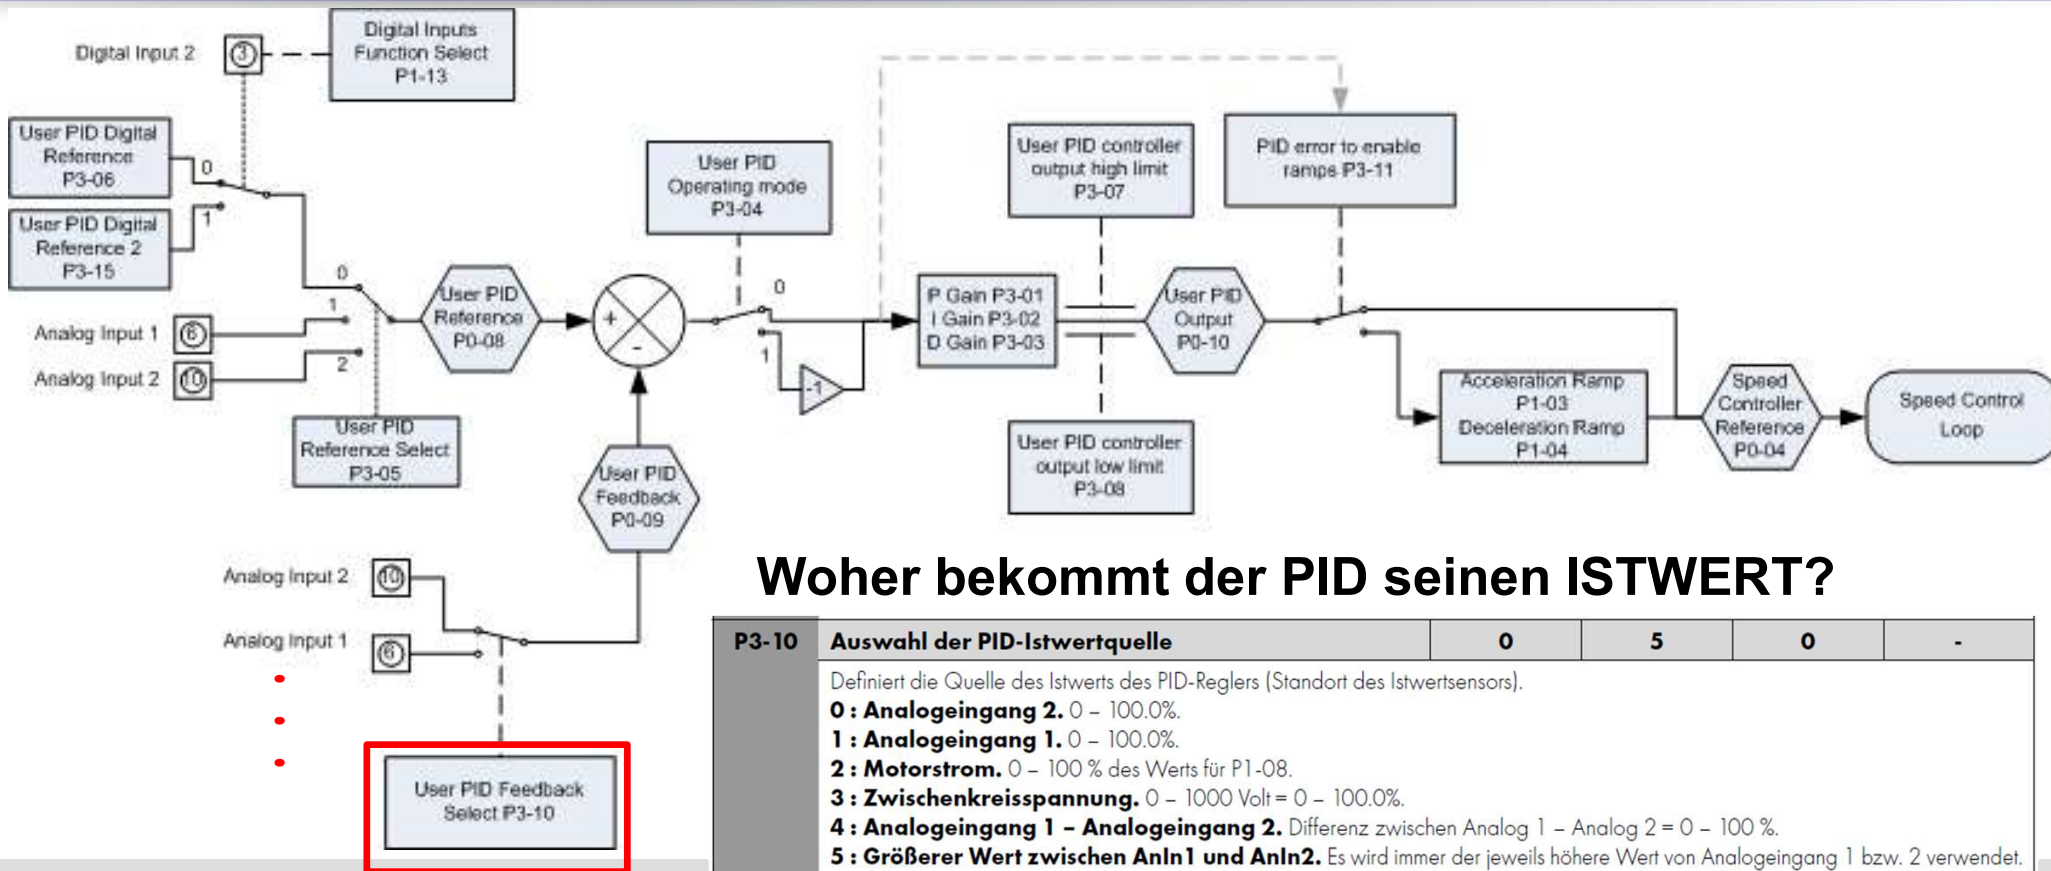 Digital Input 2
3
Digital Inputs
Function Select
P1-13
User PID Digital
Reference
P3-06
0
User PID Digital
Reference 2
P3-15
1
0
1
2
Analog Input 1
6
Analog Input 2
10
User PID
Reference Select
P3-05
User PID
Reference
P0-08
+
-
User PID
Feedback
P0-09
User PID
Operating mode
P3-04
0
1
-1
P Gain P3-01
I Gain P3-02
D Gain P3-03
User PID controller
output high limit
P3-07
User PID controller
output low limit
P3-08
User PID
Output
P0-10
PID error to enable
ramps P3-11
Acceleration Ramp
P1-03
Deceleration Ramp
P1-04
Speed
Controller
Reference
P0-04
Speed Control
Loop
Analog Input 2
10
Analog Input 1
6
User PID Feedback
Select P3-10
Woher bekommt der PID seinen ISTWERT?
P3-10 Auswahl der PID-Istwertquelle 0 5 0 -
Definiert die Quelle des Istwerts des PID-Reglers (Standort des Istwertsensors).
0 : Analogeingang 2. 0 – 100.0%.
1 : Analogeingang 1. 0 – 100.0%.
2 : Motorstrom. 0 – 100 % des Werts für P1-08.
3 : Zwischenkreisspannung. 0 – 1000 Volt = 0 – 100.0%.
4 : Analogeingang 1 – Analogeingang 2. Differenz zwischen Analog 1 – Analog 2 = 0 – 100 %.
5 : Größerer Wert zwischen AnIn1 und AnIn2. Es wird immer der jeweils höhere Wert von Analogeingang 1 bzw. 2 verwendet.